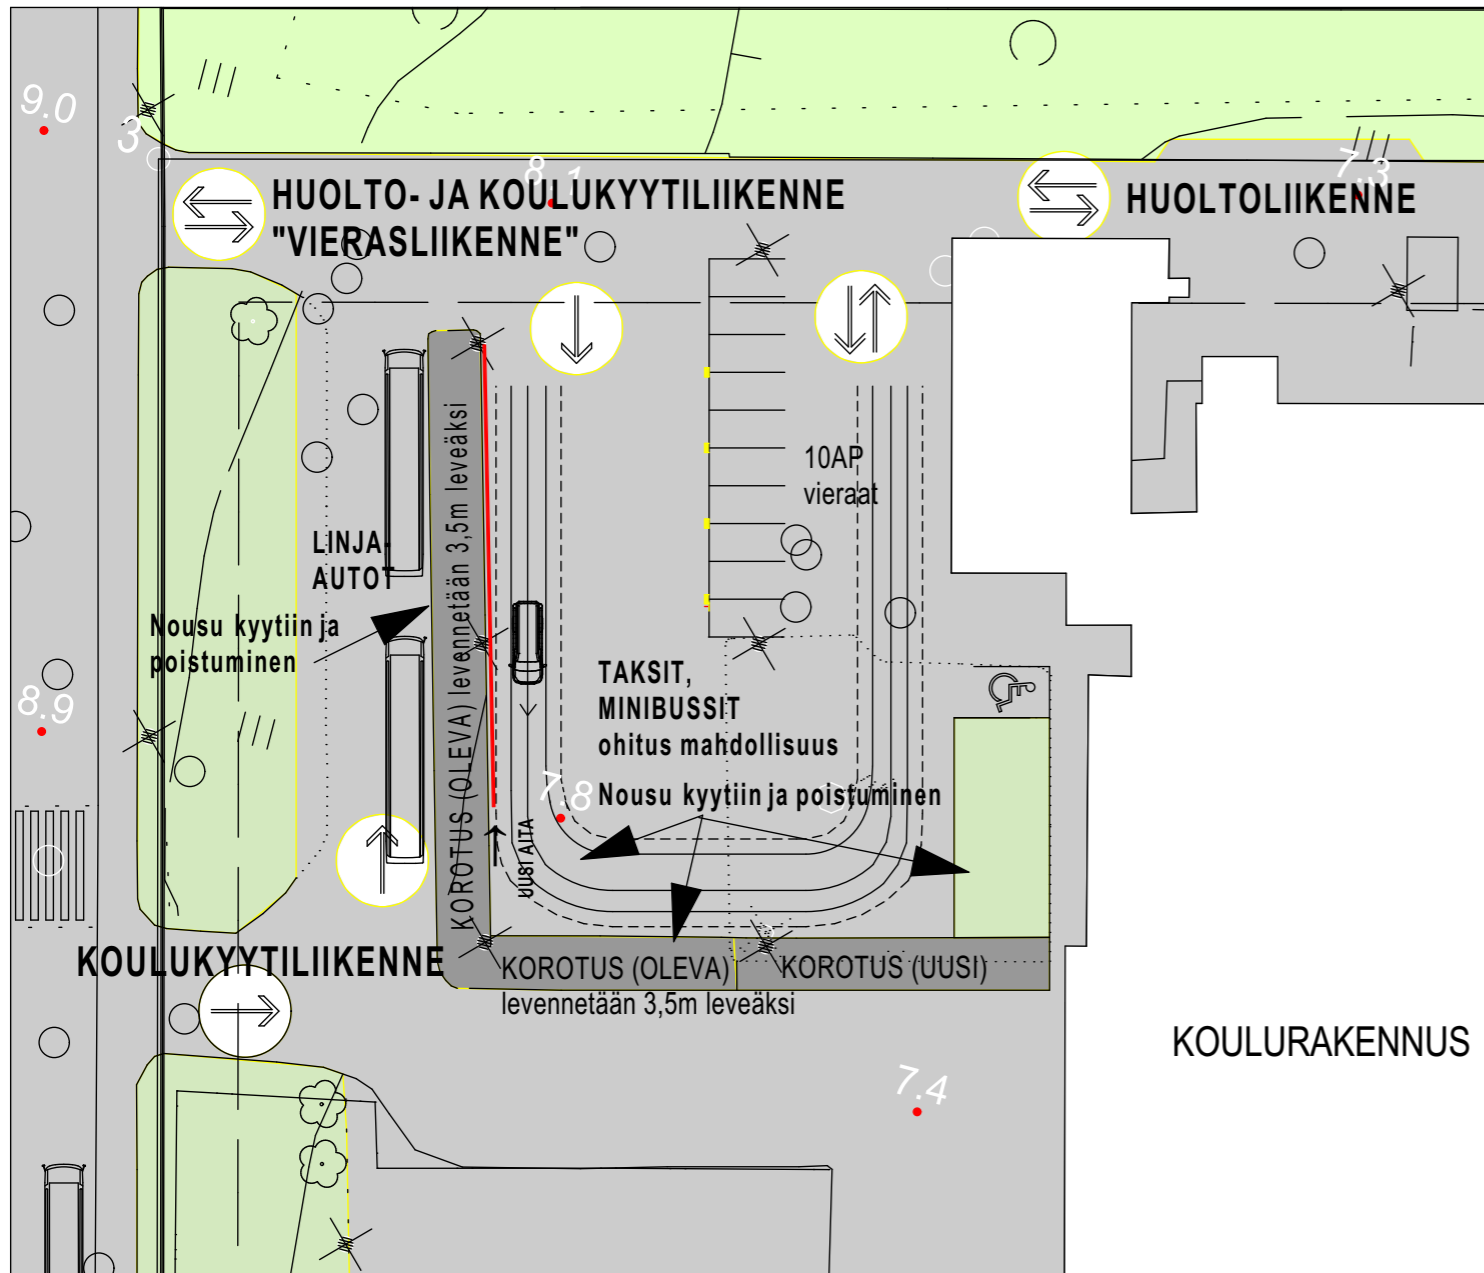 9.0
3
8.1
7.3
HUOLTO- JA KOULUKYYTILIIKENNE
"VIERASLIIKENNE"
HUOLTOLIIKENNE
10AP
vieraat
LINJA-
AUTOT
Nousu kyytiin ja
poistuminen
KOROTUS (OLEVA) levennetään 3,5m leveäksi
TAKSIT,
MINIBUSSIT
ohitus mahdollisuus
Nousu kyytiin ja poistuminen
8.9
7.8
UUSI AITA
KOULUKYYTILIIKENNE
KOROTUS (OLEVA)
levennetään 3,5m leveäksi
KOROTUS (UUSI)
KOULURAKENNUS
7.4